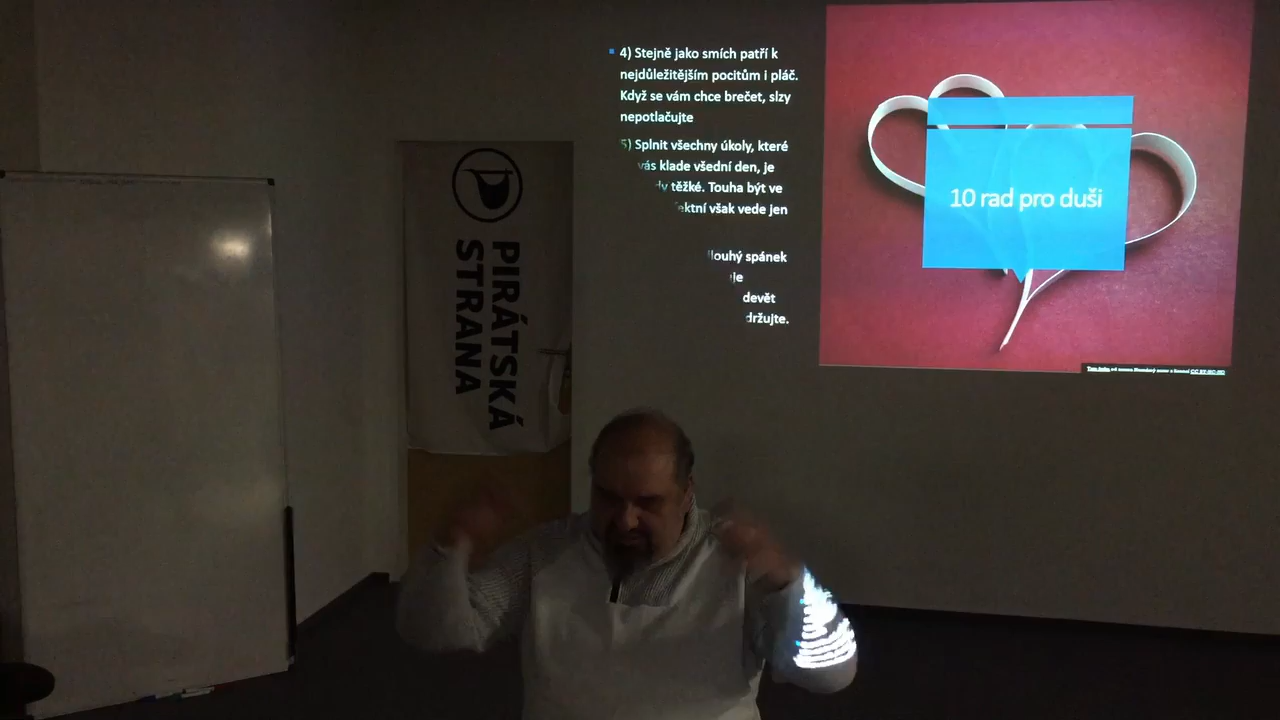 4) Stejně jako smích patří k
nejdůležitějším pocitům i pláč.
Když se vám chce brečet, slzy
nepotlačujte
5) Splnit všechny úkoly, které
vás klade všední den, je
těžké. Touha být ve
však vede jen
spánek
devět
10 rad pro duši
PIRÁTSKÁ
STRANA